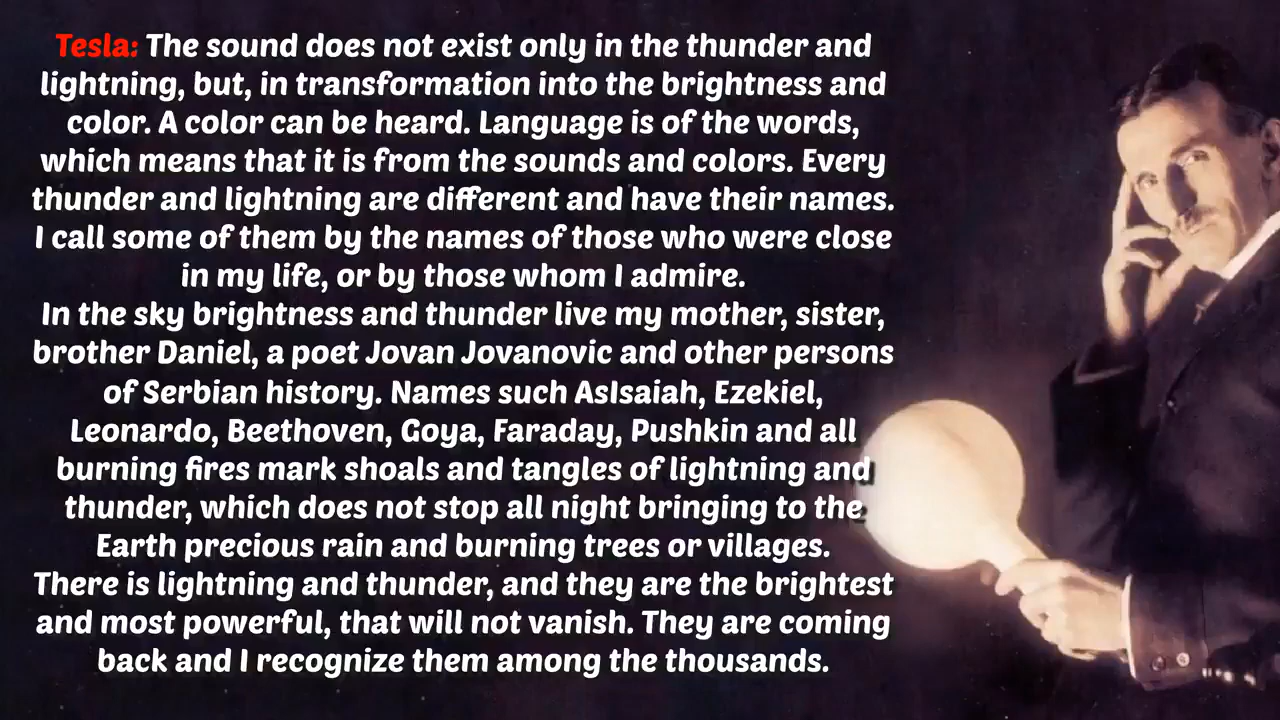 Tesla: The sound does not exist only in the thunder and
lightning, but, in transformation into the brightness and
color. A color can be heard. Language is of the words,
which means that it is from the sounds and colors. Every
thunder and lightning are different and have their names.
I call some of them by the names of those who were close
in my life, or by those whom I admire.
In the sky brightness and thunder live my mother, sister,
brother Daniel, a poet Jovan Jovanovic and other persons
of Serbian history. Names such AsIsaiah, Ezekiel,
Leonardo, Beethoven, Goya, Faraday, Pushkin and all
burning fires mark shoals and tangles of lightning and
thunder, which does not stop all night bringing to the
Earth precious rain and burning trees or villages.
There is lightning and thunder, and they are the brightest
and most powerful, that will not vanish. They are coming
back and I recognize them among the thousands.